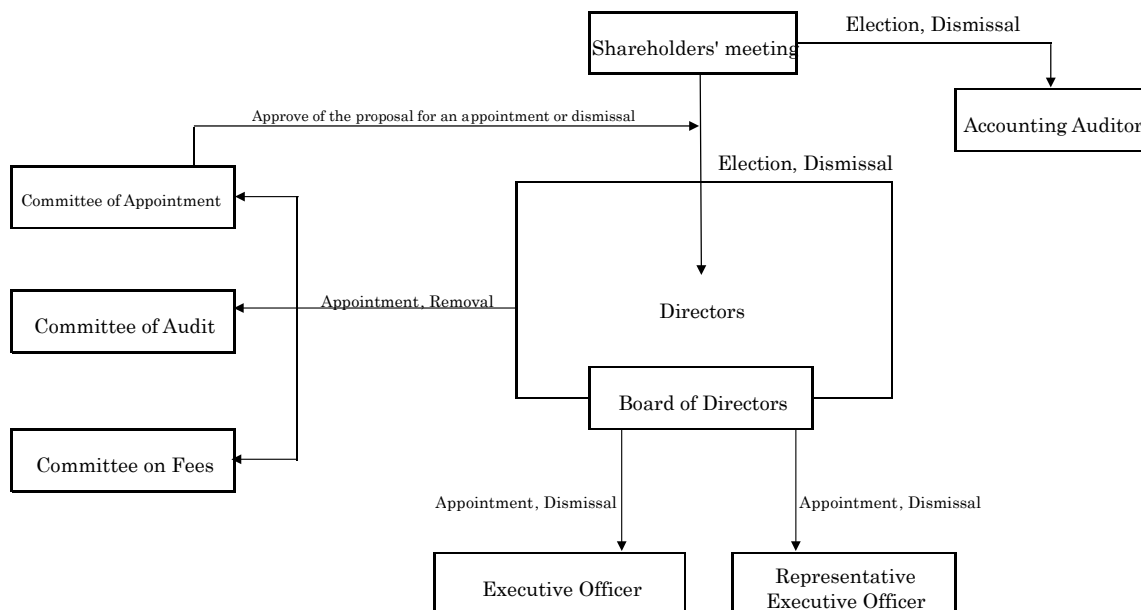 Election, Dismissal
Shareholders' meeting
Approve of the proposal for an appointment or dismissal
Accounting Auditor
Election, Dismissal
Committee of Appointment
Appointment, Removal
Directors
Committee of Audit
Board of Directors
Committee on Fees
Appointment, Dismissal
Appointment, Dismissal
Executive Officer
Representative
Executive Officer